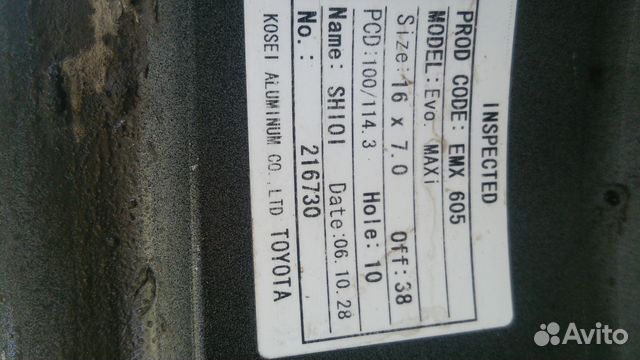 INSPECTED
PROD CODE: EMX 605
MODEL: Evo MAXi
Size: 16 x 7.0 Off: 38
PCD: 100/114.3 Hole: 10
Name: SHIOI Date: 06.10.28
No.: 216730
KOSEI ALUMINUM CO.,LTD TOYOTA
Avito